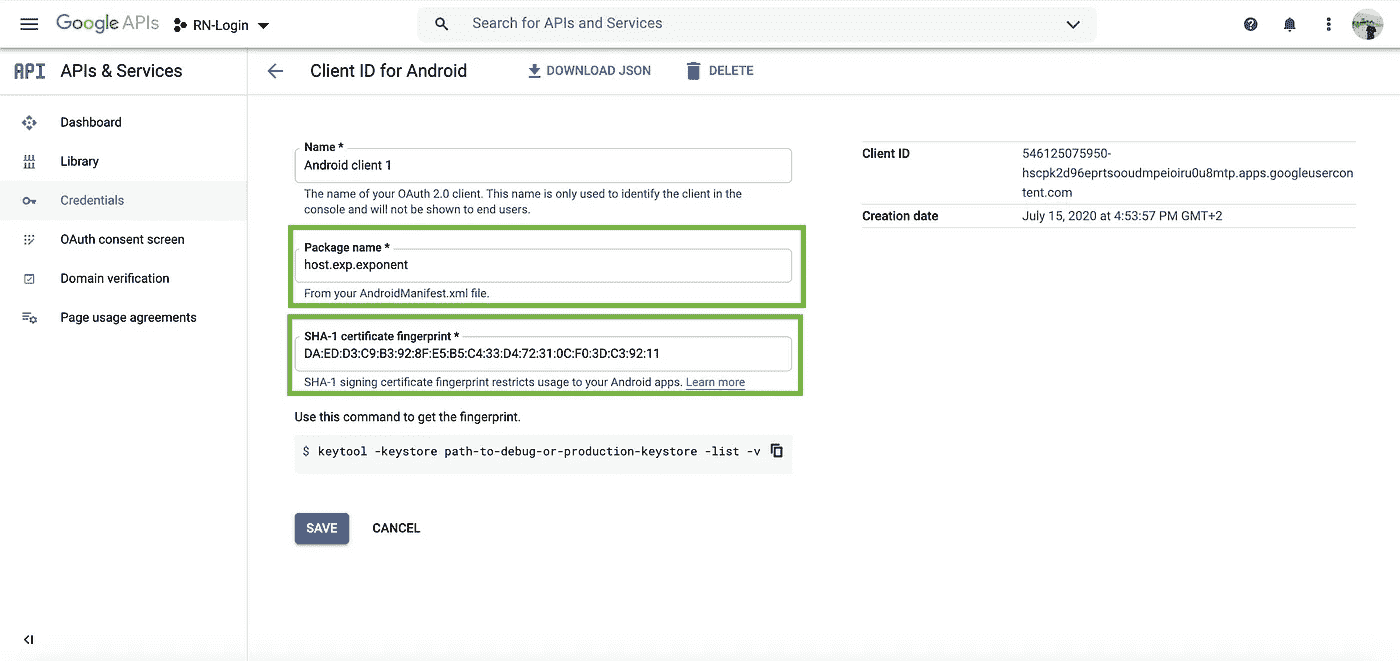 Google APIs
RN-Login
Search for APIs and Services
API
APIs & Services
Client ID for Android
DOWNLOAD JSON
DELETE
Dashboard
Library
Credentials
OAuth consent screen
Domain verification
Page usage agreements
Name *
Android client 1
The name of your OAuth 2.0 client. This name is only used to identify the client in the
console and will not be shown to end users.
Package name *
host.exp.exponent
From your AndroidManifest.xml file.
SHA-1 certificate fingerprint *
DA:ED:D3:C9:B3:92:8F:E5:B5:C4:33:D4:72:31:0C:F0:3D:C3:92:11
SHA-1 signing certificate fingerprint restricts usage to your Android apps. Learn more
Use this command to get the fingerprint.
$ keytool -keystore path-to-debug-or-production-keystore -list -v
SAVE
CANCEL
Client ID
546125075950-
hscpk2d96eprtsooudmpeioiru0u8mtp.apps.googleusercon
tent.com
Creation date
July 15, 2020 at 4:53:57 PM GMT+2